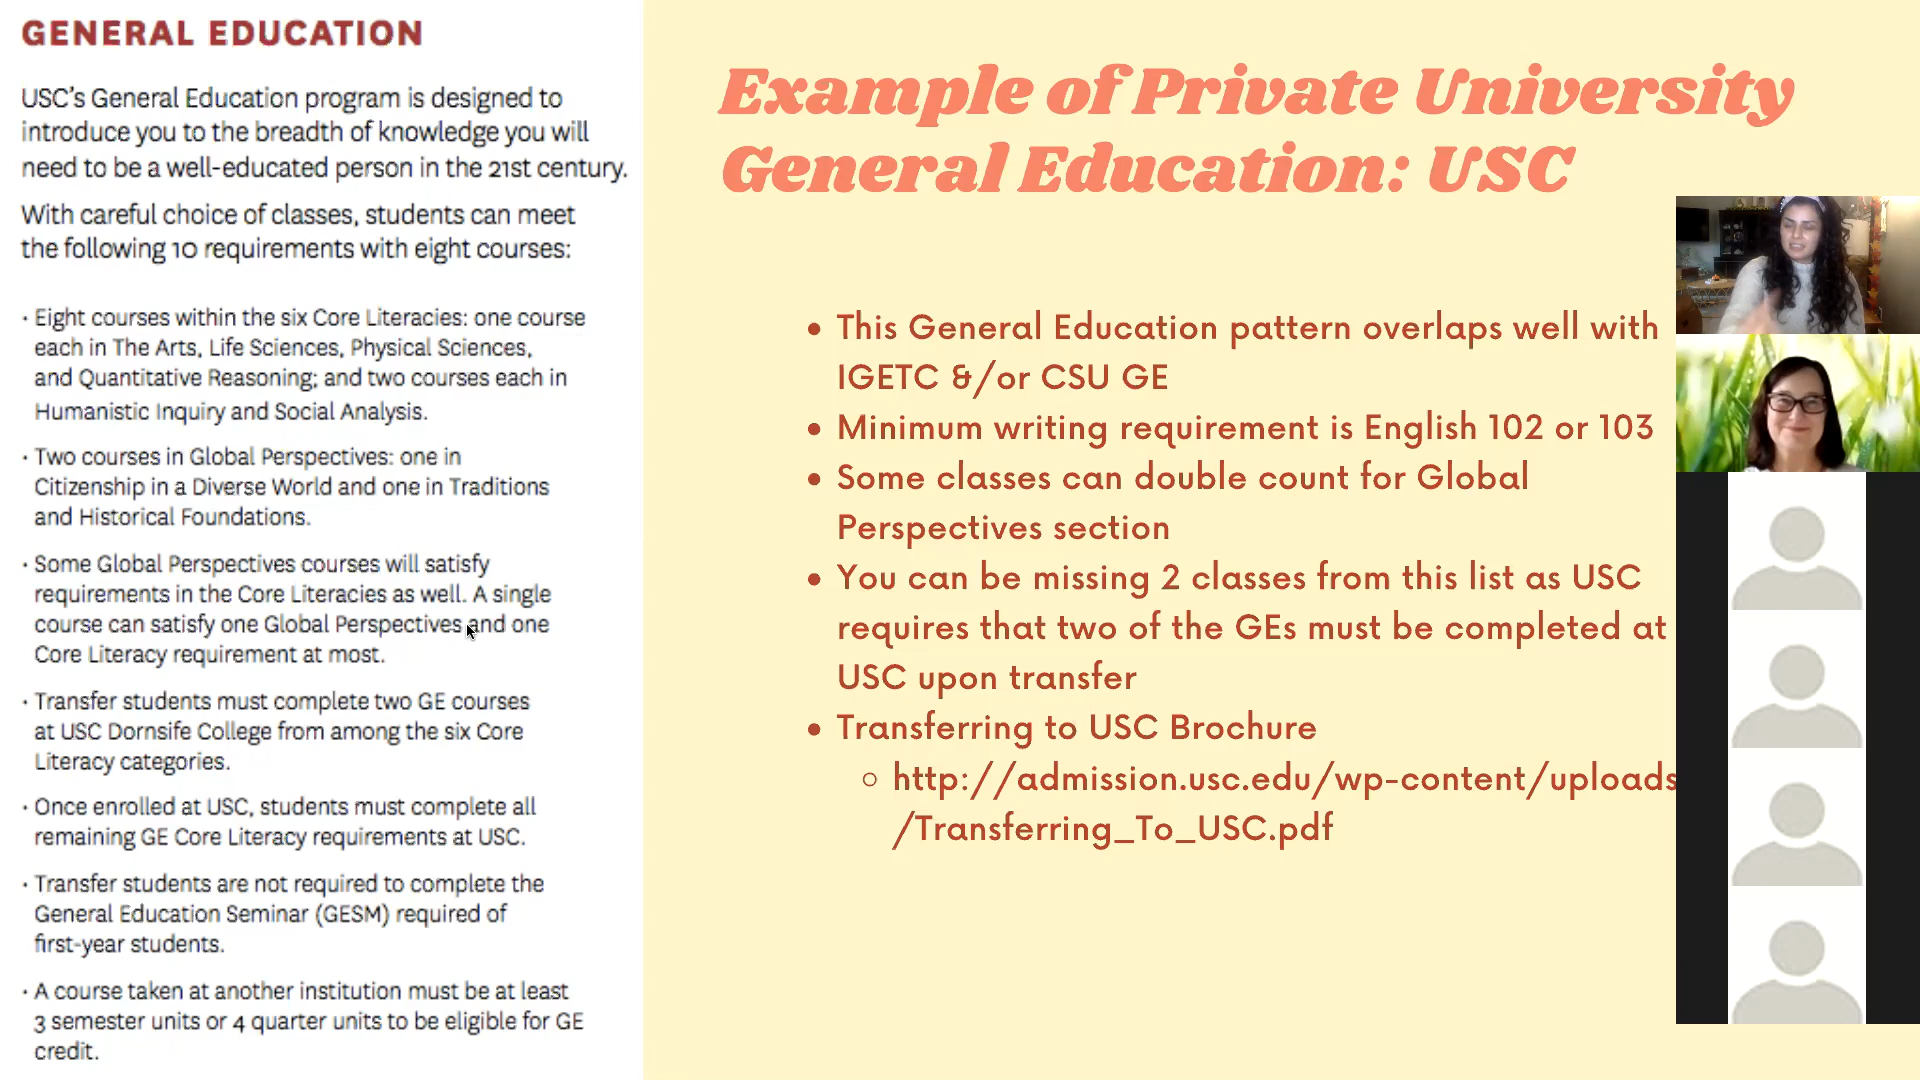 GENERAL EDUCATION
USC's General Education program is designed to
introduce you to the breadth of knowledge you will
need to be a well-educated person in the 21st century.
With careful choice of classes, students can meet
the following 10 requirements with eight courses:
· Eight courses within the six Core Literacies: one course
each in The Arts, Life Sciences, Physical Sciences,
and Quantitative Reasoning; and two courses each in
Humanistic Inquiry and Social Analysis.
· Two courses in Global Perspectives: one in
Citizenship in a Diverse World and one in Traditions
and Historical Foundations.
· Some Global Perspectives courses will satisfy
requirements in the Core Literacies as well. A single
course can satisfy one Global Perspectives and one
Core Literacy requirement at most.
· Transfer students must complete two GE courses
at USC Dornsife College from among the six Core
Literacy categories.
· Once enrolled at USC, students must complete all
remaining GE Core Literacy requirements at USC.
· Transfer students are not required to complete the
General Education Seminar (GESM) required of
first-year students.
· A course taken at another institution must be at least
3 semester units or 4 quarter units to be eligible for GE
credit.
Example of Private University
General Education: USC
• This General Education pattern overlaps well with
IGETC &/or CSU GE
• Minimum writing requirement is English 102 or 103
• Some classes can double count for Global
Perspectives section
• You can be missing 2 classes from this list as USC
requires that two of the GEs must be completed at
USC upon transfer
• Transferring to USC Brochure
○ http://admission.usc.edu/wp-content/uploads
/Transferring_To_USC.pdf